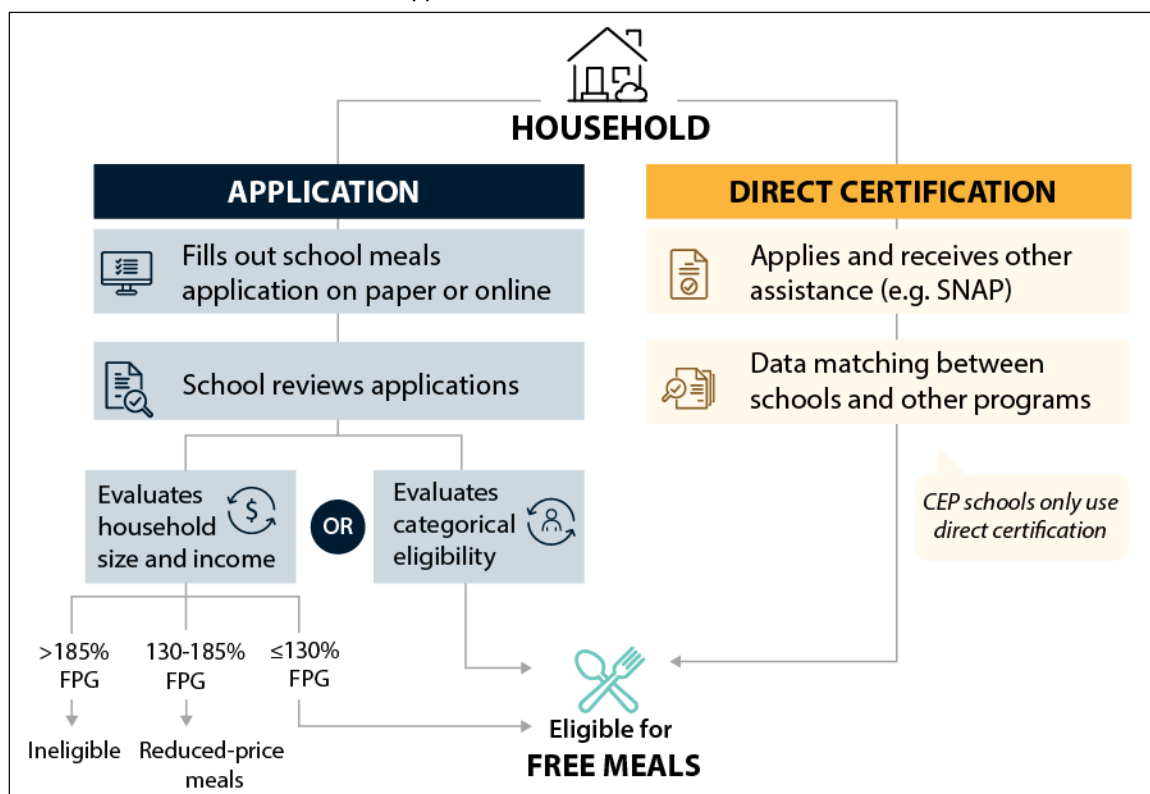 HOUSEHOLD
APPLICATION
Fills out school meals
application on paper or online
School reviews applications
Evaluates
household
size and income
$
OR
Evaluates
categorical
eligibility
>185%
FPG
130-185%
FPG
≤130%
FPG
Ineligible
Reduced-price
meals
DIRECT CERTIFICATION
Applies and receives other
assistance (e.g. SNAP)
Data matching between
schools and other programs
CEP schools only use
direct certification
Eligible for
FREE MEALS